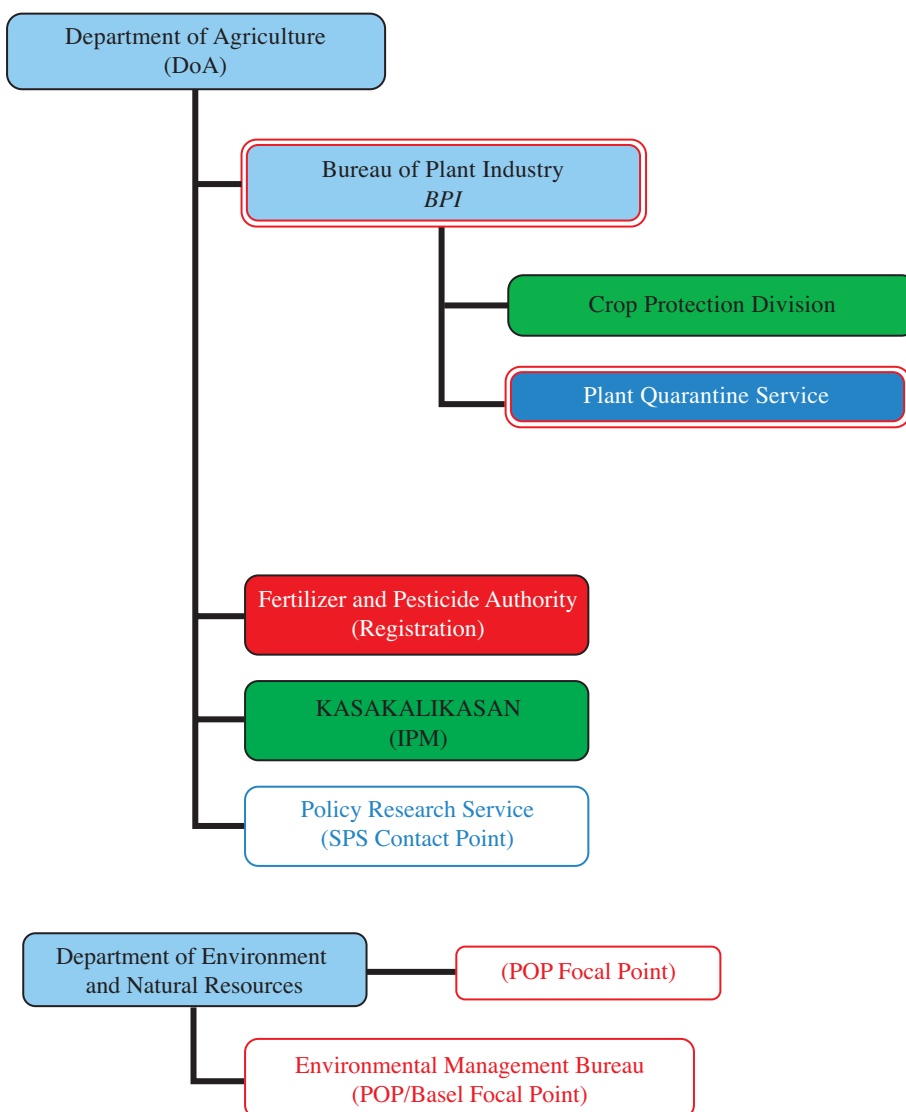 Department of Agriculture
(DoA)
Bureau of Plant Industry
BPI
Crop Protection Division
Plant Quarantine Service
Fertilizer and Pesticide Authority
(Registration)
KASAKALIKASAN
(IPM)
Policy Research Service
(SPS Contact Point)
Department of Environment
and Natural Resources
(POP Focal Point)
Environmental Management Bureau
(POP/Basel Focal Point)